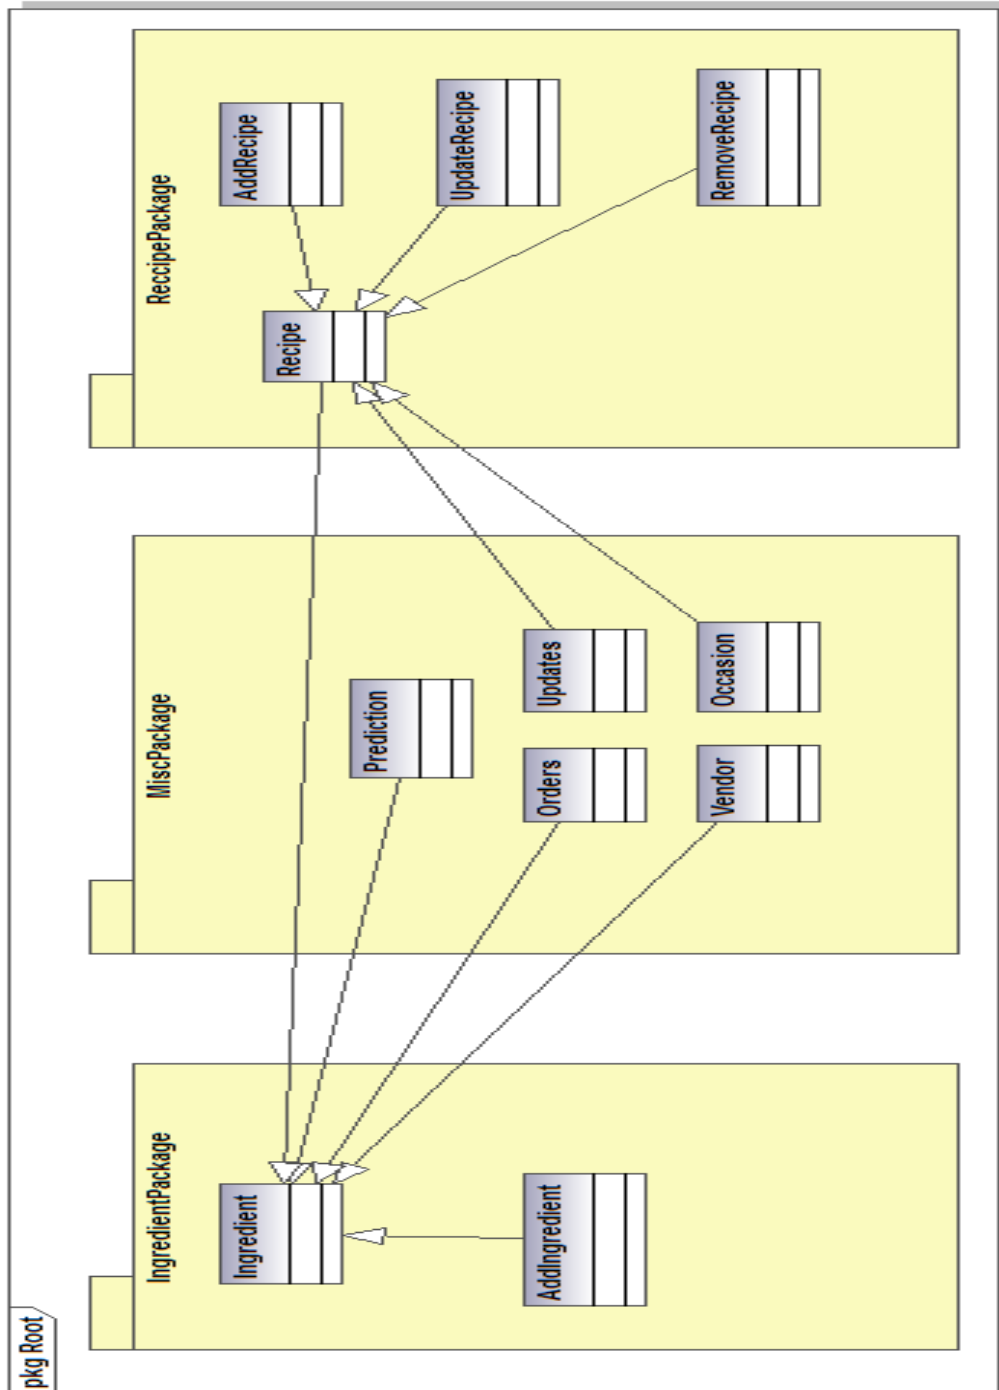 pkg Root
IngredientPackage
Ingredient
AddIngredient
MiscPackage
Prediction
Orders
Updates
Vendor
Occasion
ReccipePackage
Recipe
AddRecipe
UpdateRecipe
RemoveRecipe